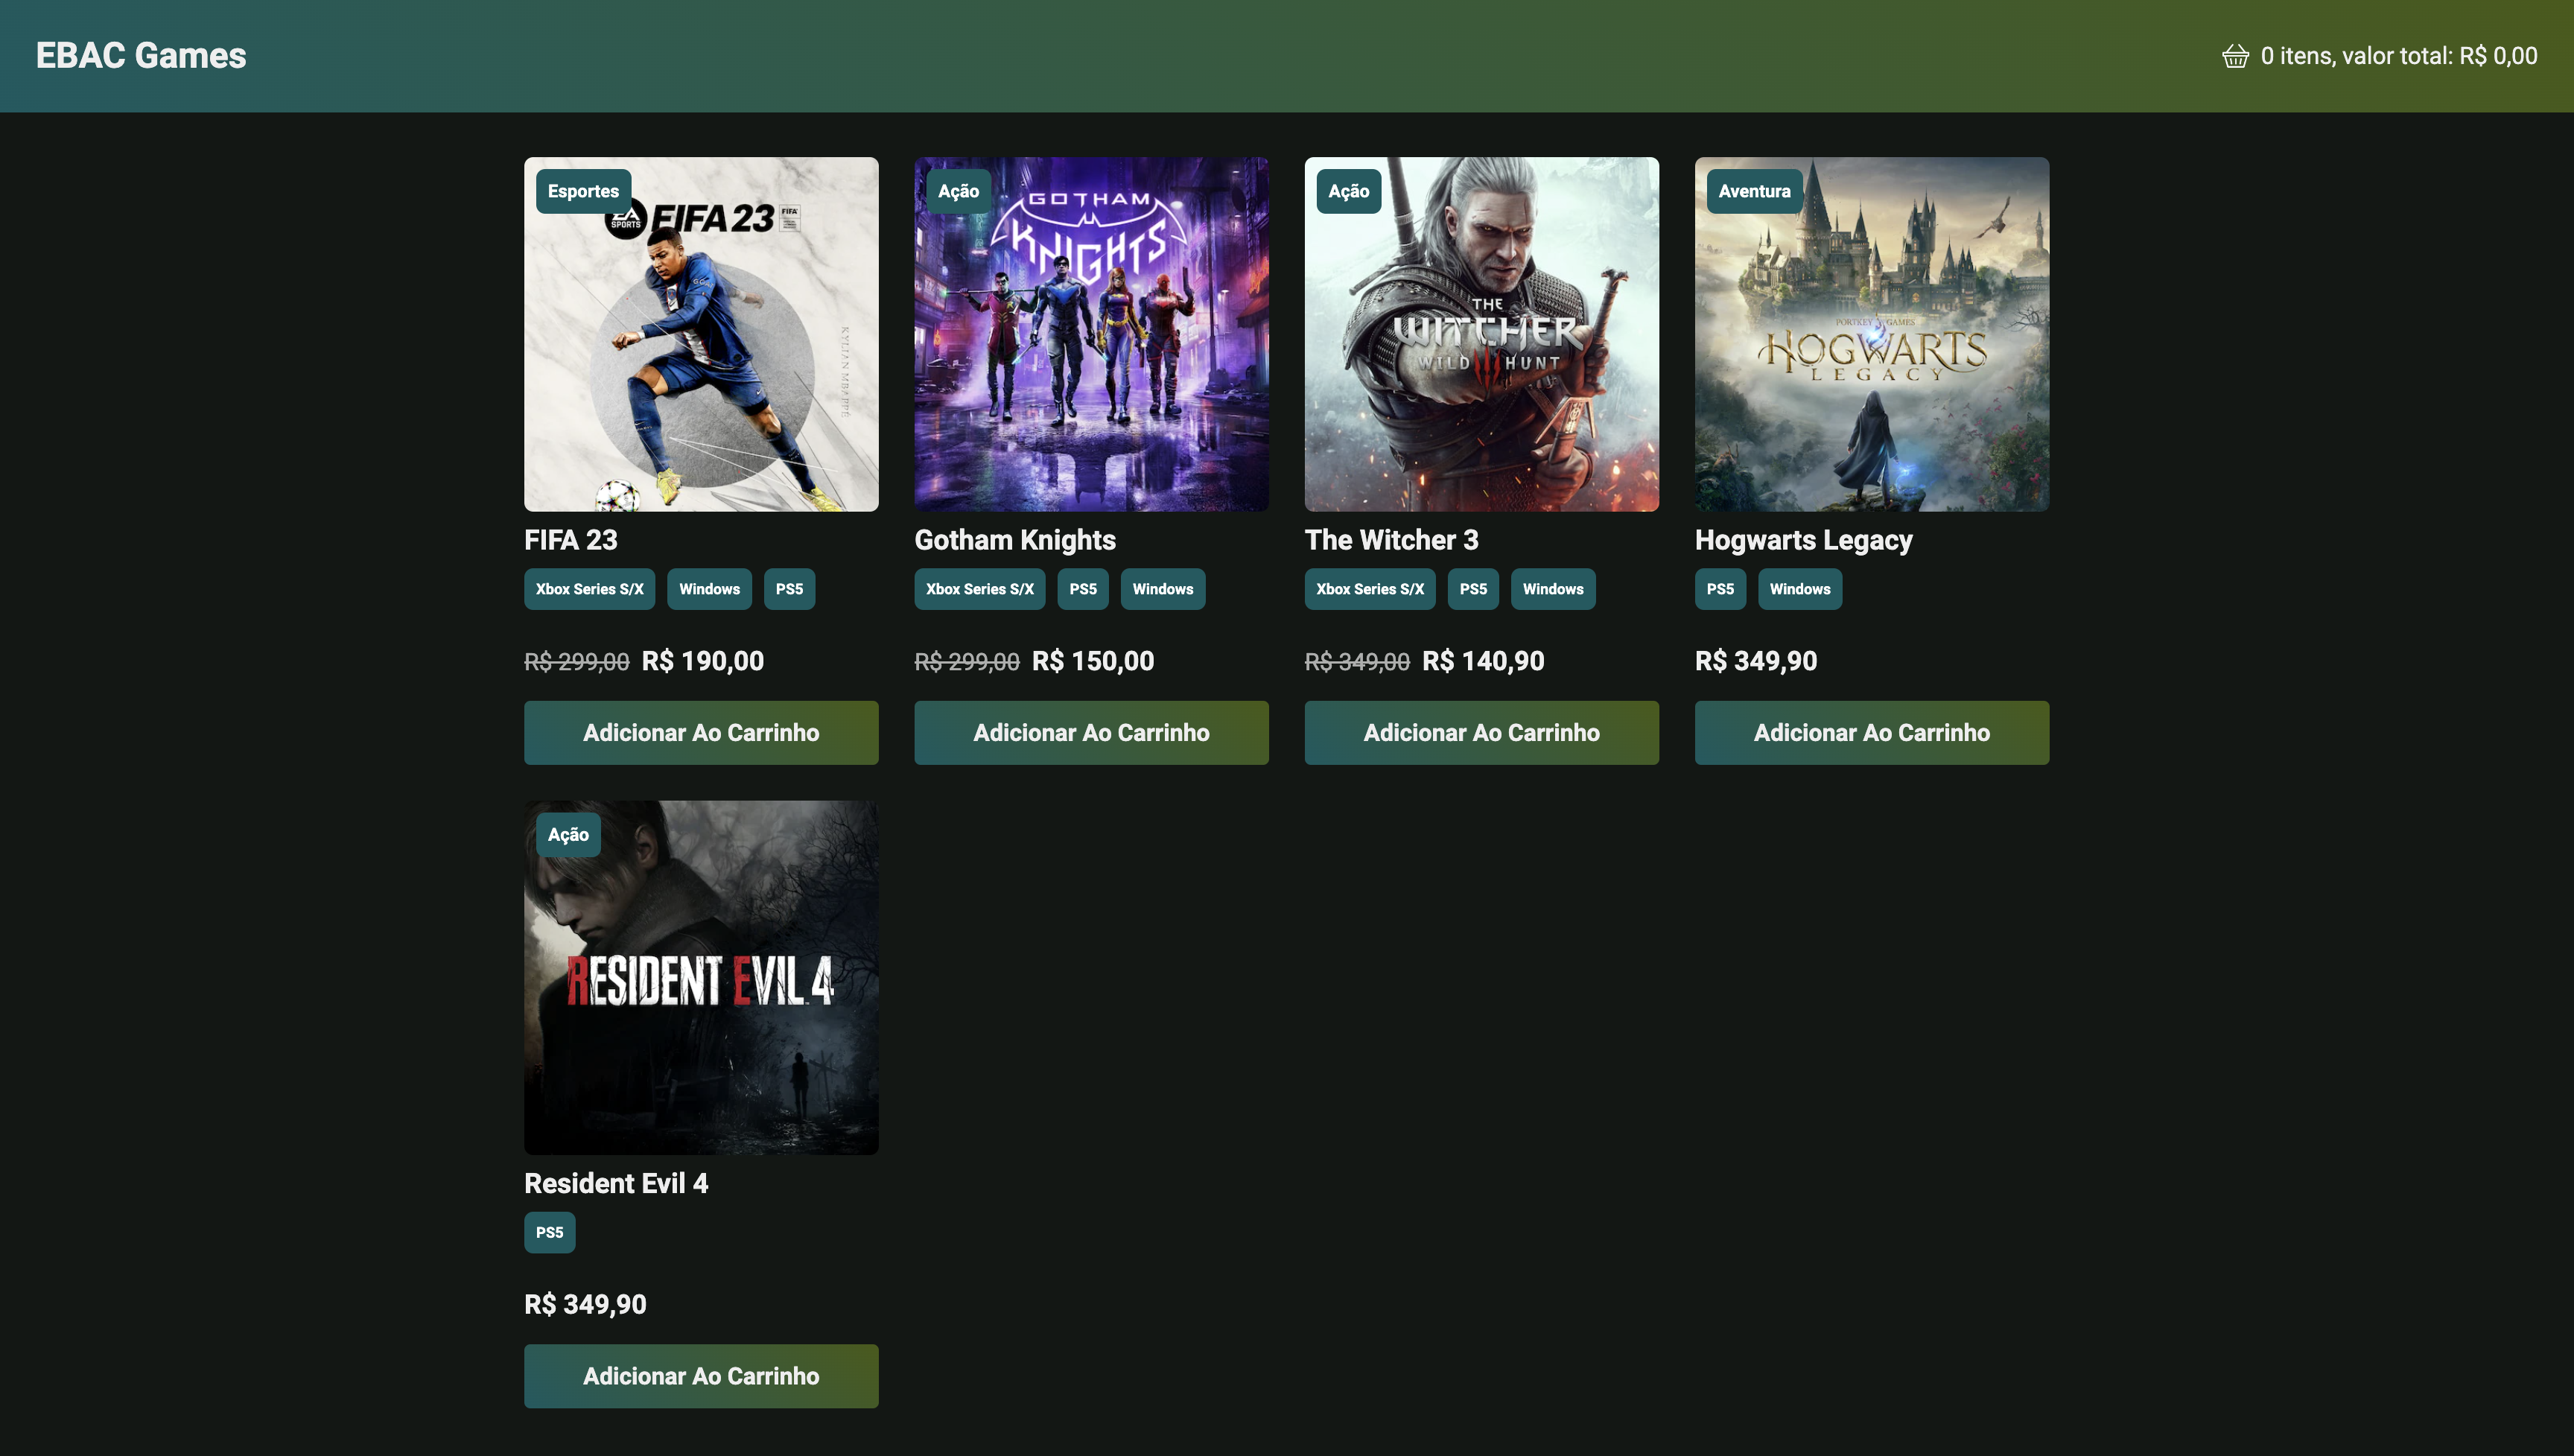 EBAC Games
0 itens, valor total: R$ 0,00
Esportes
EA SPORTS FIFA 23 FIFA
KYLIAN MBAPPÉ
FIFA 23
Xbox Series S/X Windows PS5
R$ 299,00 R$ 190,00
Adicionar Ao Carrinho
Ação
GOTHAM
KNIGHTS
Gotham Knights
Xbox Series S/X PS5 Windows
R$ 299,00 R$ 150,00
Adicionar Ao Carrinho
Ação
THE
WITCHER
WILD III HUNT
The Witcher 3
Xbox Series S/X PS5 Windows
R$ 349,00 R$ 140,90
Adicionar Ao Carrinho
Aventura
PORTKEY GAMES
HOGWARTS
LEGACY
Hogwarts Legacy
PS5 Windows
R$ 349,90
Adicionar Ao Carrinho
Ação
RESIDENT EVIL 4
Resident Evil 4
PS5
R$ 349,90
Adicionar Ao Carrinho